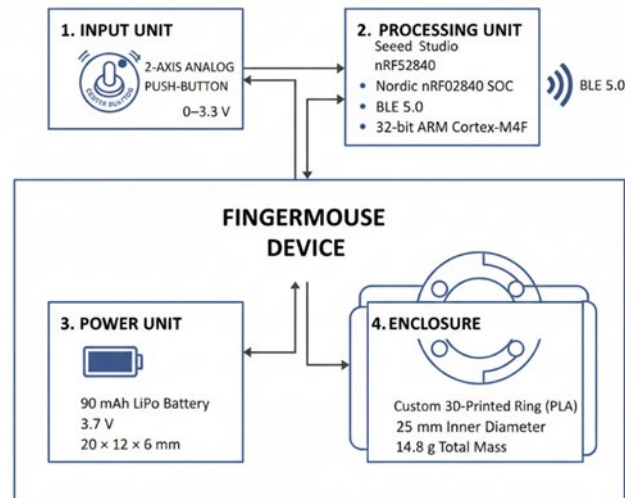 1. INPUT UNIT
2-AXIS ANALOG
PUSH-BUTTON
0–3.3 V
CENTER BUXTTOO
2. PROCESSING UNIT
Seeed Studio
nRF52840
• Nordic nRF02840 SOC
• BLE 5.0
• 32-bit ARM Cortex-M4F
BLE 5.0
FINGERMOUSE
DEVICE
3. POWER UNIT
90 mAh LiPo Battery
3.7 V
20 × 12 × 6 mm
4. ENCLOSURE
Custom 30-Printed Ring (PLA)
25 mm Inner Diameter
14.8 g Total Mass